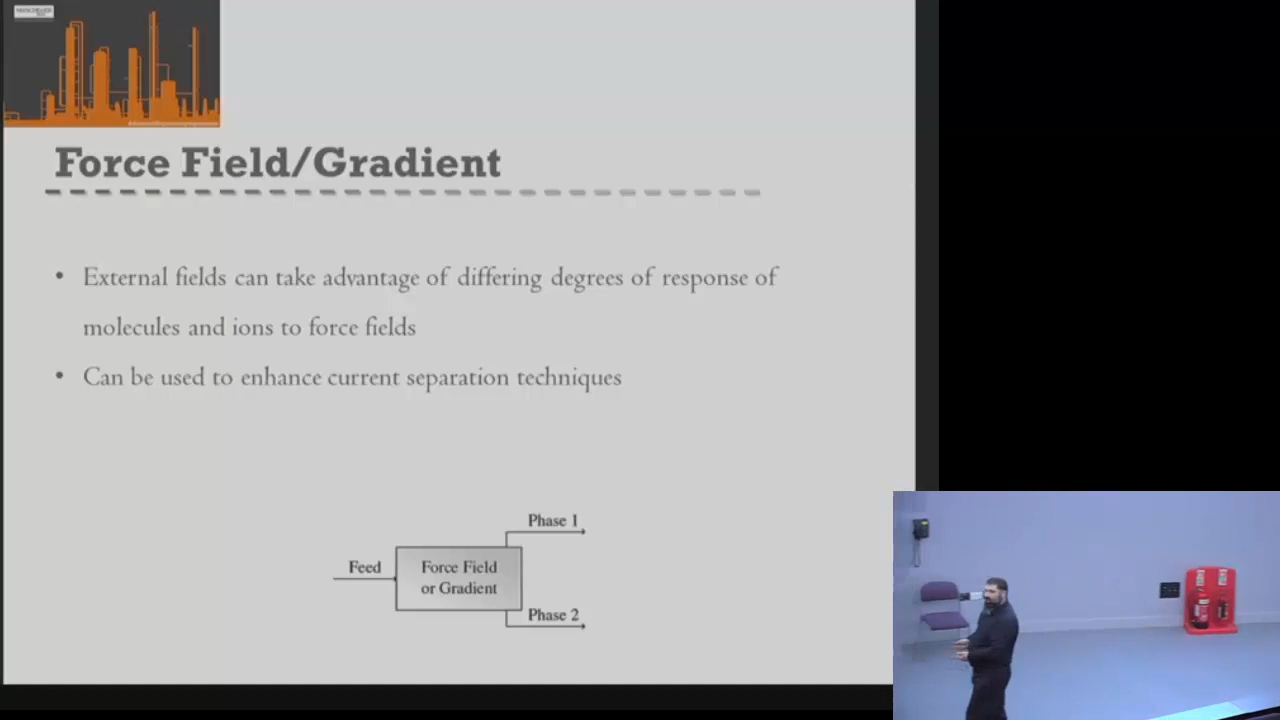 Force Field/Gradient
• External fields can take advantage of differing degrees of response of
molecules and ions to force fields
• Can be used to enhance current separation techniques
Phase 1
Feed
Force Field
or Gradient
Phase 2